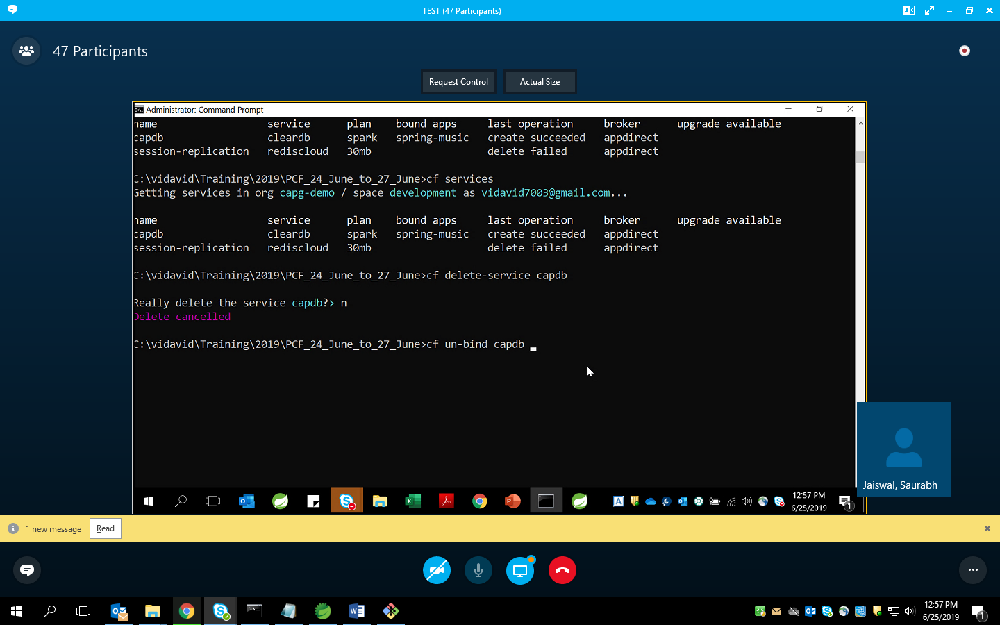 TEST (47 Participants)
47 Participants
Request Control
Actual Size
Administrator: Command Prompt
name service plan bound apps last operation broker upgrade available
capdb cleardb spark spring-music create succeeded appdirect
session-replication rediscloud 30mb delete failed appdirect
C:\vidavid\Training\2019\PCF_24_June_to_27_June>cf services
Getting services in org capg-demo / space development as vidavid7003@gmail.com...
name service plan bound apps last operation broker upgrade available
capdb cleardb spark spring-music create succeeded appdirect
session-replication rediscloud 30mb delete failed appdirect
C:\vidavid\Training\2019\PCF_24_June_to_27_June>cf delete-service capdb
Really delete the service capdb?> n
Delete cancelled
C:\vidavid\Training\2019\PCF_24_June_to_27_June>cf un-bind capdb
Jaiswal, Saurabh
12:57 PM
6/25/2019
1
1 new message
Read
12:57 PM
6/25/2019
1